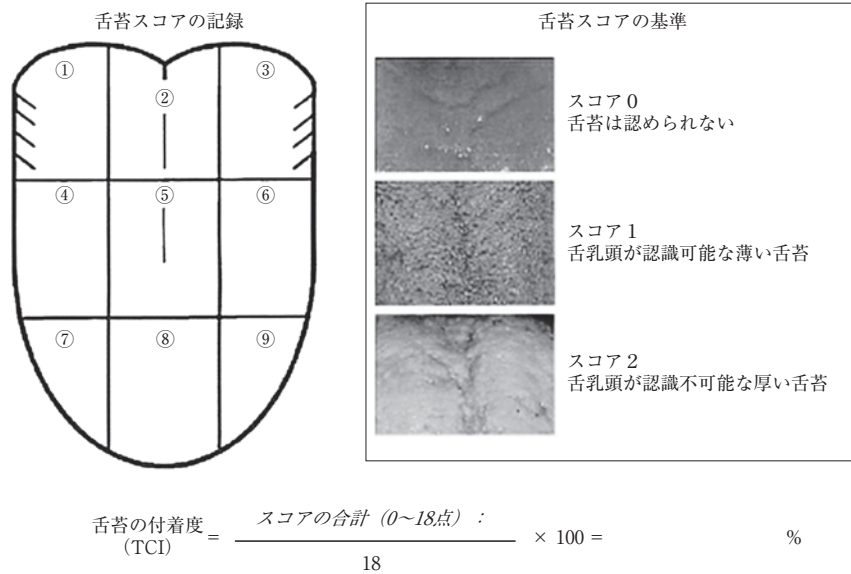 舌苔スコアの記録
①
②
③
④
⑤
⑥
⑦
⑧
⑨
舌苔スコアの基準
スコア 0
舌苔は認められない
スコア 1
舌乳頭が認識可能な薄い舌苔
スコア 2
舌乳頭が認識不可能な厚い舌苔
舌苔の付着度
(TCI)
=
スコアの合計（0〜18点）：
18
× 100 = %